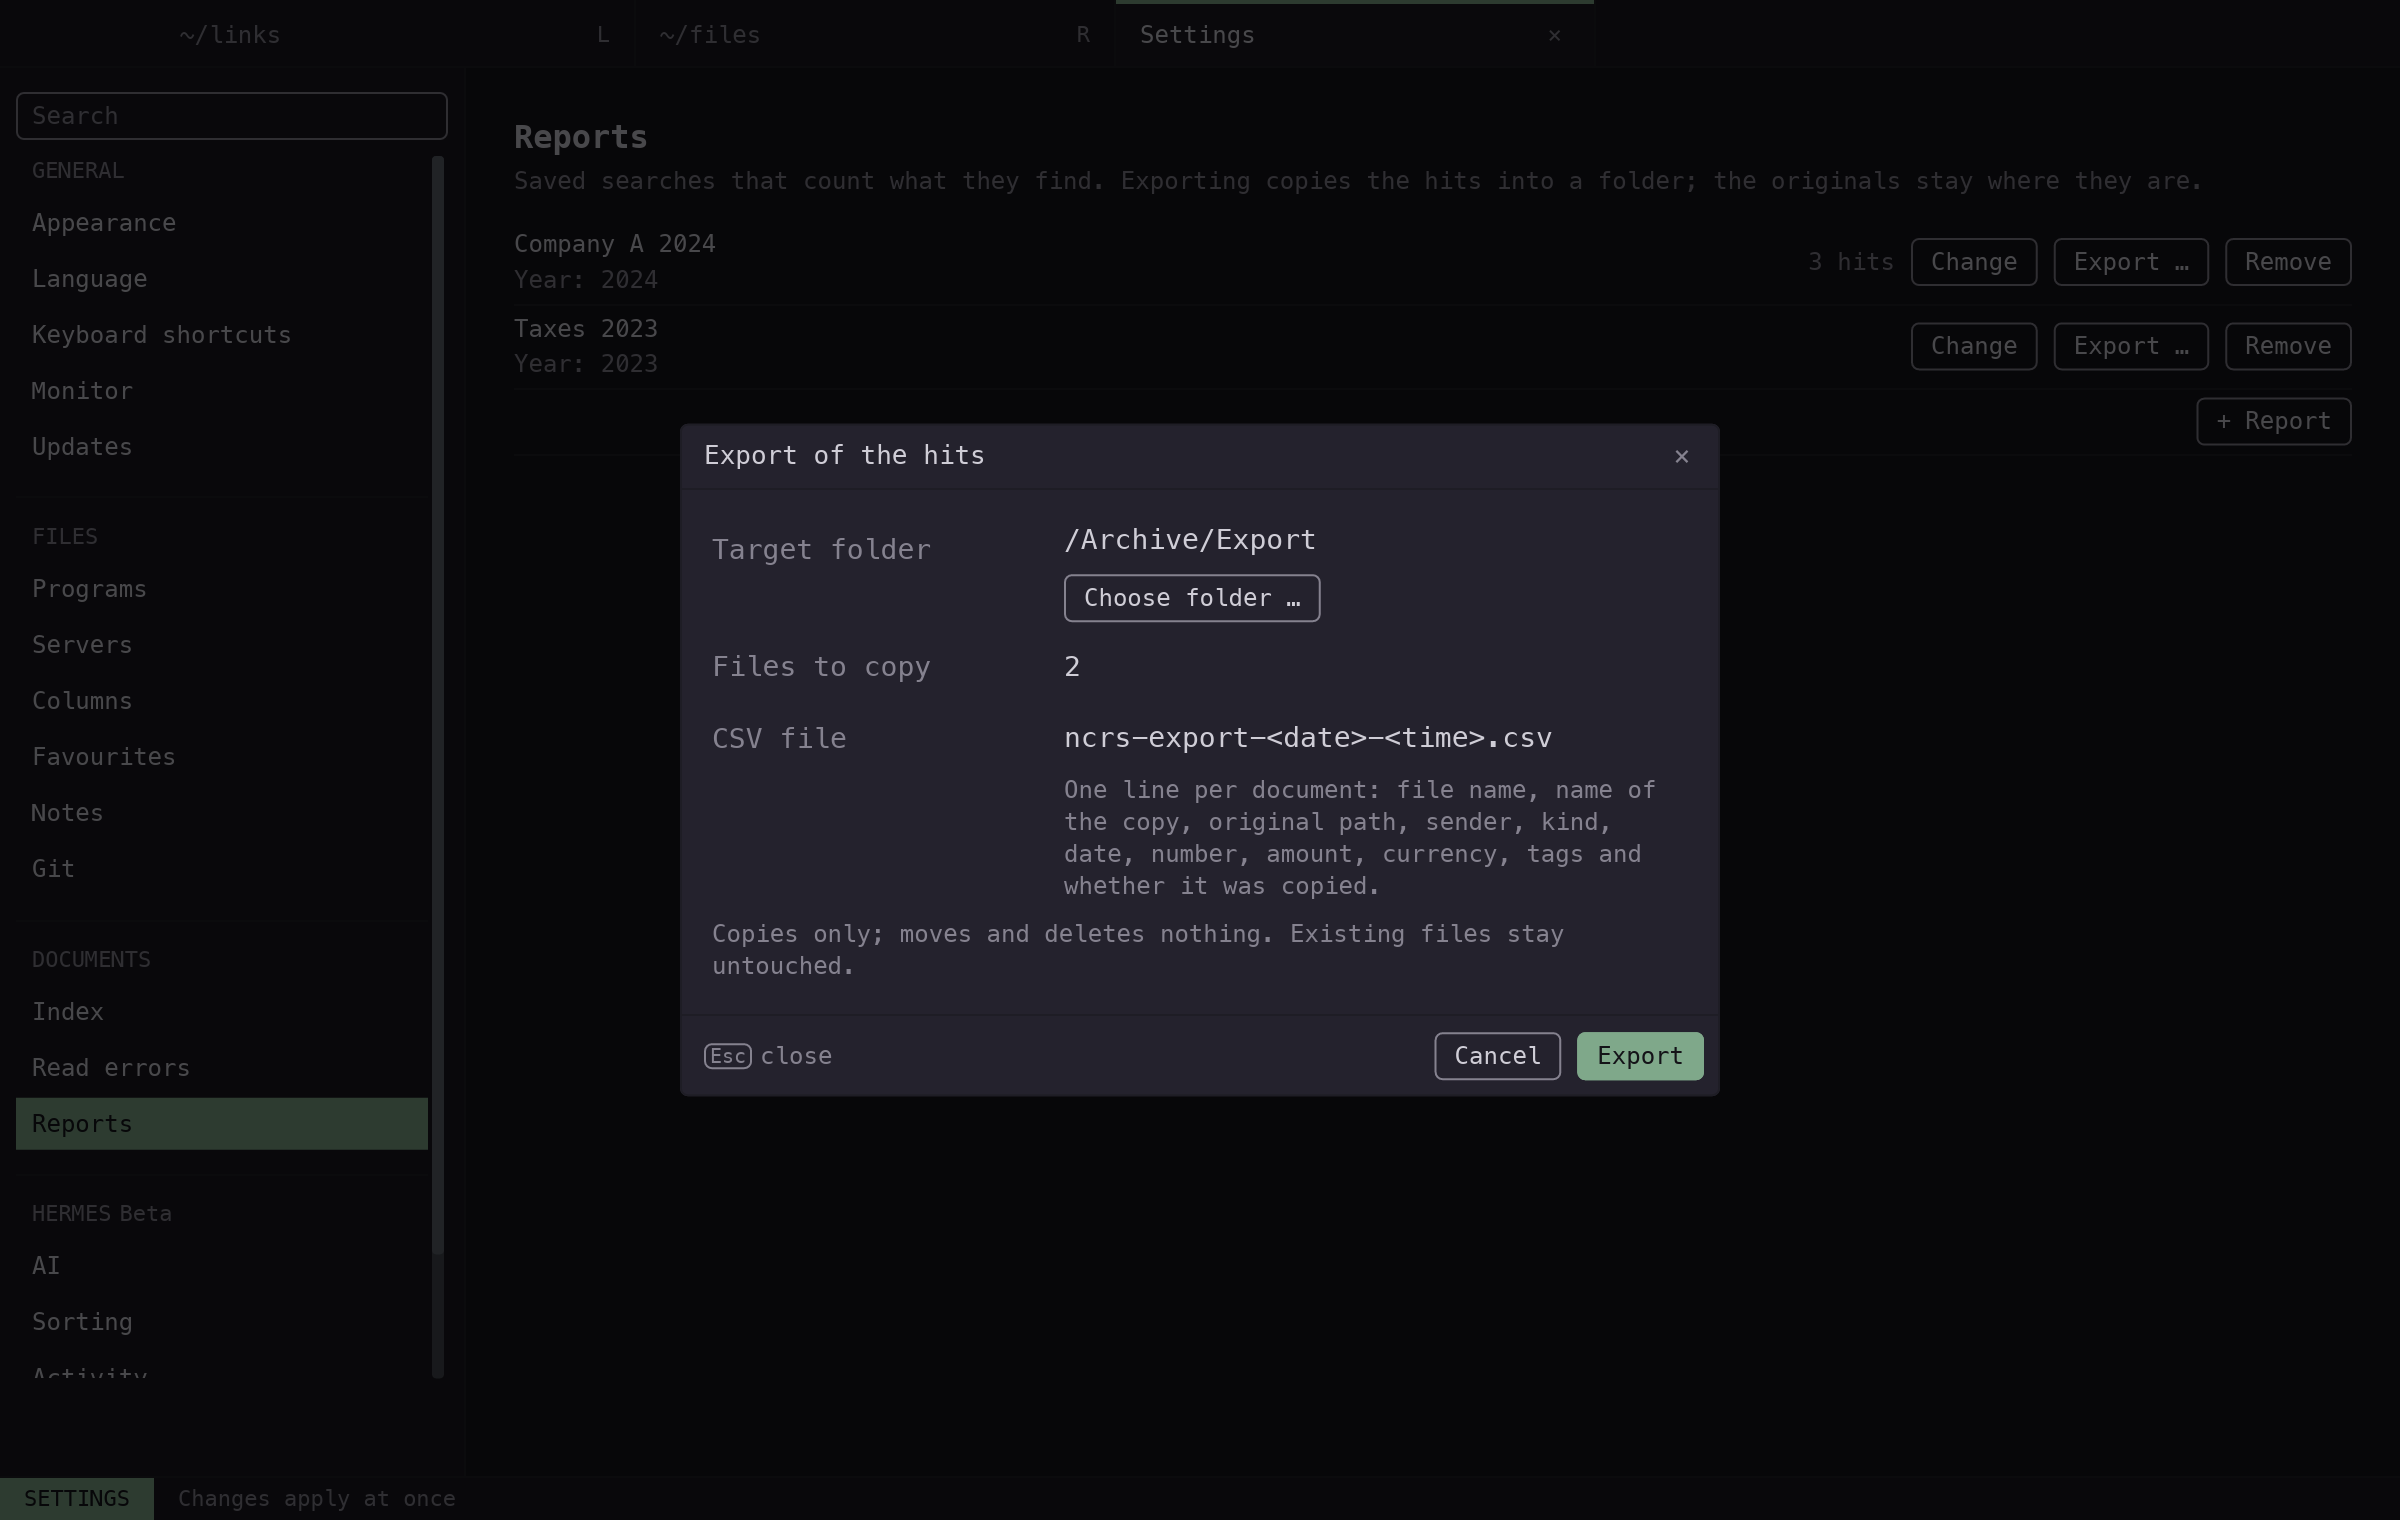 ~/links L ~/files R Settings ×
Search
GENERAL
Appearance
Language
Keyboard shortcuts
Monitor
Updates
FILES
Programs
Servers
Columns
Favourites
Notes
Git
DOCUMENTS
Index
Read errors
Reports
HERMES Beta
AI
Sorting
Activity
Reports
Saved searches that count what they find. Exporting copies the hits into a folder; the originals stay where they are.
Company A 2024
Year: 2024
3 hits Change Export … Remove
Taxes 2023
Year: 2023
Change Export … Remove
+ Report
Export of the hits ×
Target folder /Archive/Export
Choose folder …
Files to copy 2
CSV file ncrs-export-<date>-<time>.csv
One line per document: file name, name of
the copy, original path, sender, kind,
date, number, amount, currency, tags and
whether it was copied.
Copies only; moves and deletes nothing. Existing files stay
untouched.
Esc close Cancel Export
SETTINGS Changes apply at once